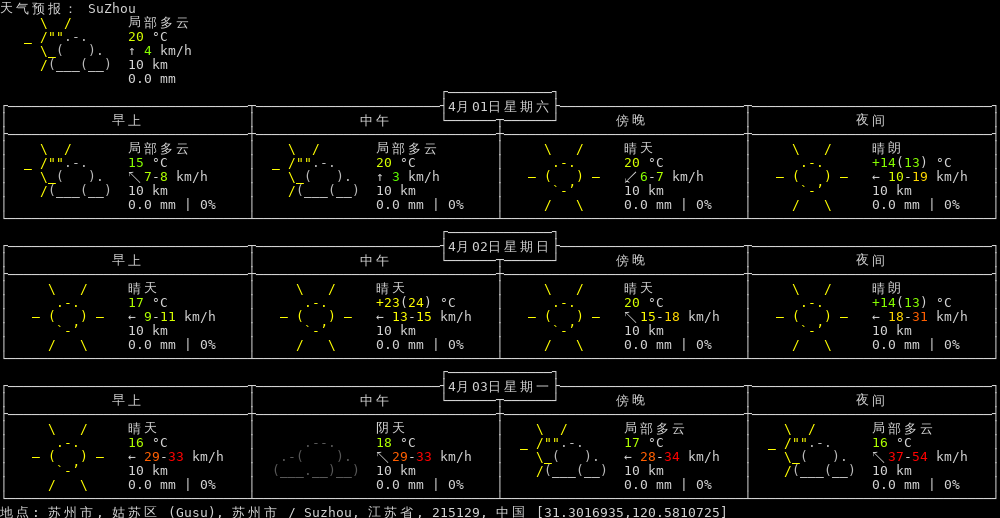 天气预报: SuZhou
局部多云
20 °C
↑ 4 km/h
10 km
0.0 mm
4月01日星期六
早上 中午 傍晚 夜间
局部多云 局部多云 晴天 晴朗
15 °C 20 °C 20 °C +14(13) °C
↖ 7-8 km/h ↑ 3 km/h ↙ 6-7 km/h ← 10-19 km/h
10 km 10 km 10 km 10 km
0.0 mm | 0% 0.0 mm | 0% 0.0 mm | 0% 0.0 mm | 0%
4月02日星期日
早上 中午 傍晚 夜间
晴天 晴天 晴天 晴朗
17 °C +23(24) °C 20 °C +14(13) °C
← 9-11 km/h ← 13-15 km/h ↖ 15-18 km/h ← 18-31 km/h
10 km 10 km 10 km 10 km
0.0 mm | 0% 0.0 mm | 0% 0.0 mm | 0% 0.0 mm | 0%
4月03日星期一
早上 中午 傍晚 夜间
晴天 阴天 局部多云 局部多云
16 °C 18 °C 17 °C 16 °C
← 29-33 km/h ↖ 29-33 km/h ← 28-34 km/h ↖ 37-54 km/h
10 km 10 km 10 km 10 km
0.0 mm | 0% 0.0 mm | 0% 0.0 mm | 0% 0.0 mm | 0%
地点: 苏州市, 姑苏区 (Gusu), 苏州市 / Suzhou, 江苏省, 215129, 中国 [31.3016935,120.5810725]